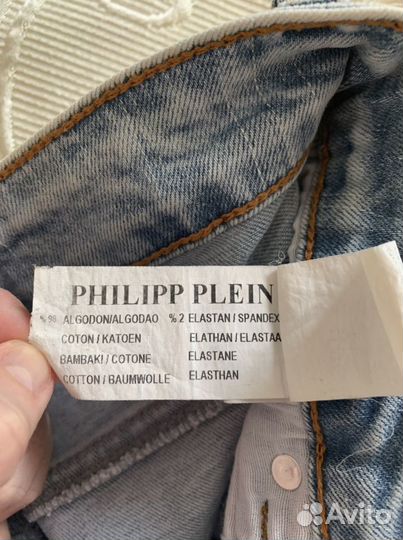 PHILIPP PLEIN
%98 ALGODON/ALGODAO %2 ELASTAN / SPANDEX
COTON / KATOEN ELATHAN / ELASTAA
BAMBAKI / COTONE ELASTANE
COTTON / BAUMWOLLE ELASTHAN
Avito